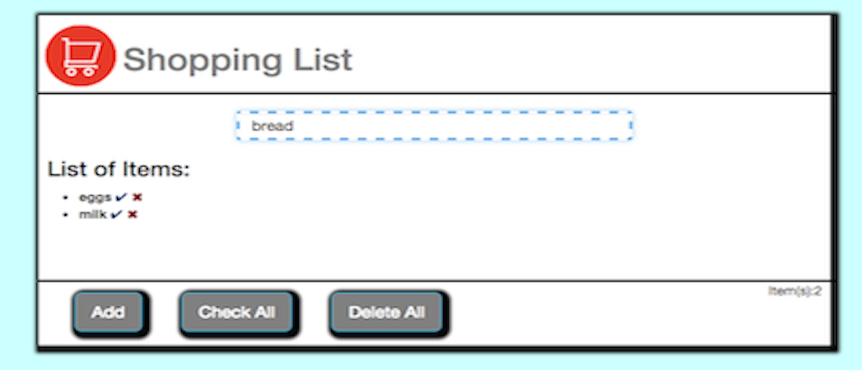 Shopping List
bread
List of Items:
• eggs ✔ ✖
• milk ✔ ✖
Item(s):2
Add Check All Delete All